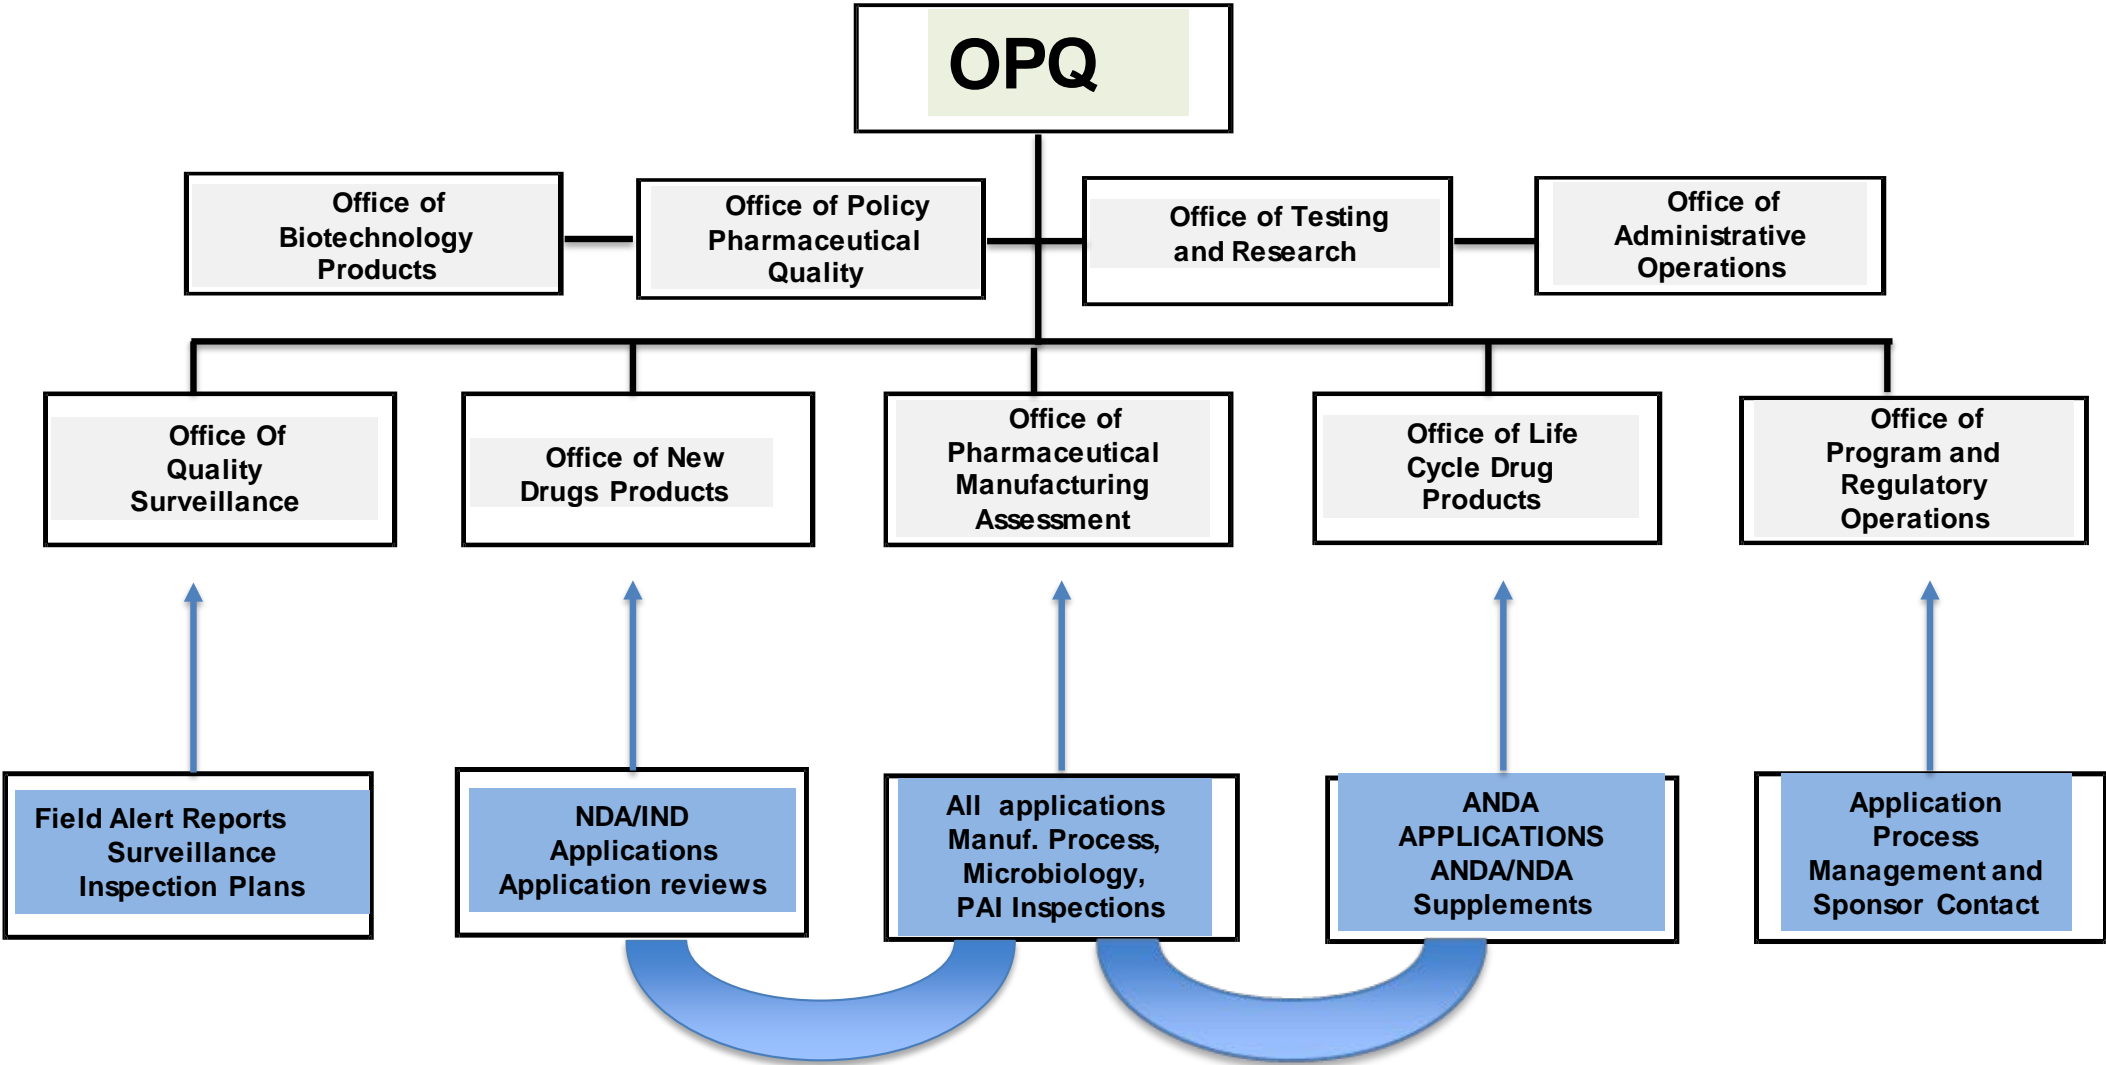 OPQ
Office of
Biotechnology
Products
Office of Policy
Pharmaceutical
Quality
Office of Testing
and Research
Office of
Administrative
Operations
Office Of
Quality
Surveillance
Office of New
Drugs Products
Office of
Pharmaceutical
Manufacturing
Assessment
Office of Life
Cycle Drug
Products
Office of
Program and
Regulatory
Operations
Field Alert Reports
Surveillance
Inspection Plans
NDA/IND
Applications
Application reviews
All applications
Manuf. Process,
Microbiology,
PAI Inspections
ANDA
APPLICATIONS
ANDA/NDA
Supplements
Application
Process
Management and
Sponsor Contact